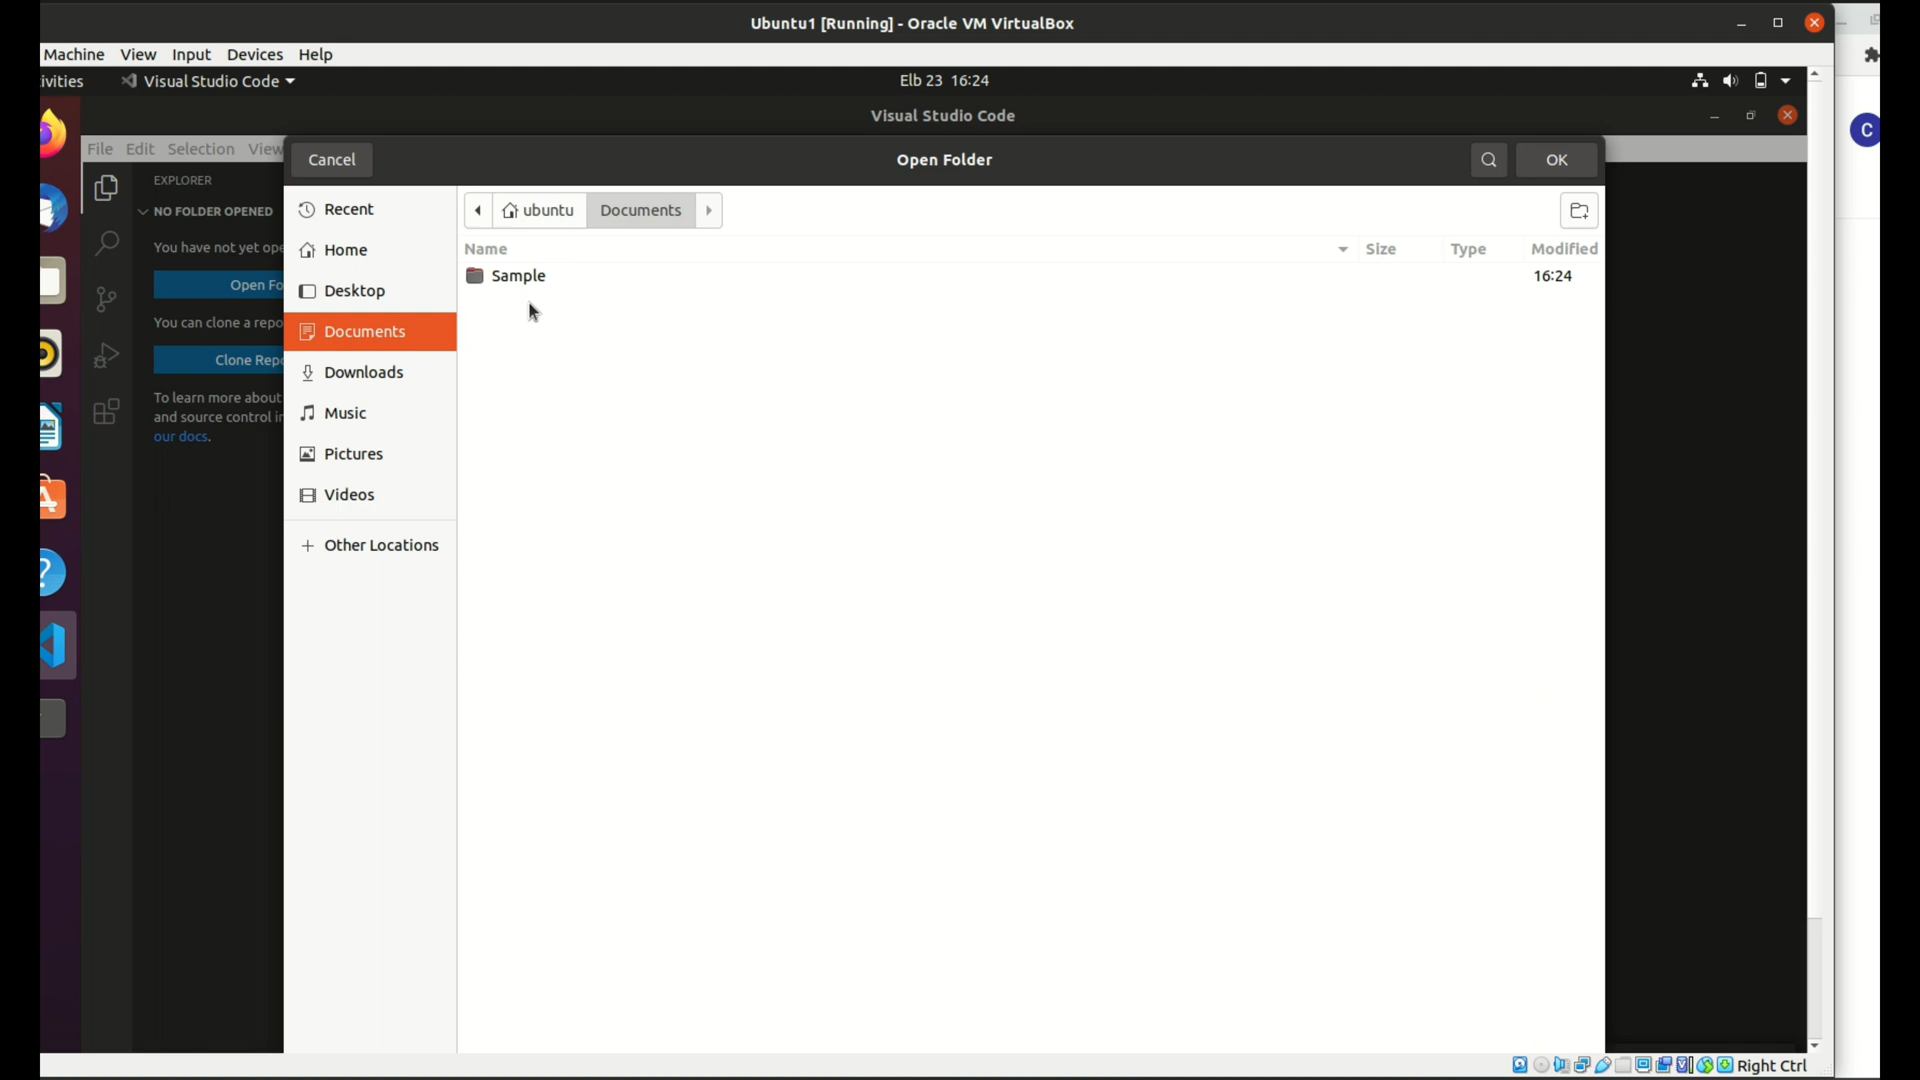 Ubuntu1 [Running] - Oracle VM VirtualBox
Machine View Input Devices Help
ivities Visual Studio Code Elb 23 16:24
Visual Studio Code
File Edit Selection View
Cancel Open Folder OK
EXPLORER
NO FOLDER OPENED
You have not yet ope
Open Fo
You can clone a repo
Clone Repo
To learn more about
and source control in
our docs.
Recent
Home
Desktop
Documents
Downloads
Music
Pictures
Videos
+ Other Locations
ubuntu Documents
Name Size Type Modified
Sample 16:24
C
Right Ctrl